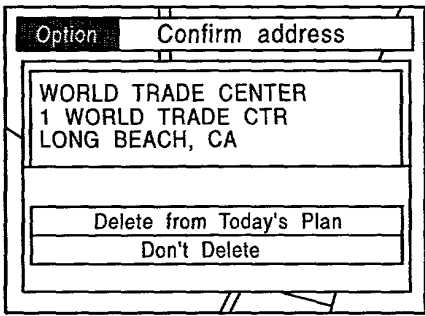 Option Confirm address
WORLD TRADE CENTER
1 WORLD TRADE CTR
LONG BEACH, CA
Delete from Today's Plan
Don't Delete